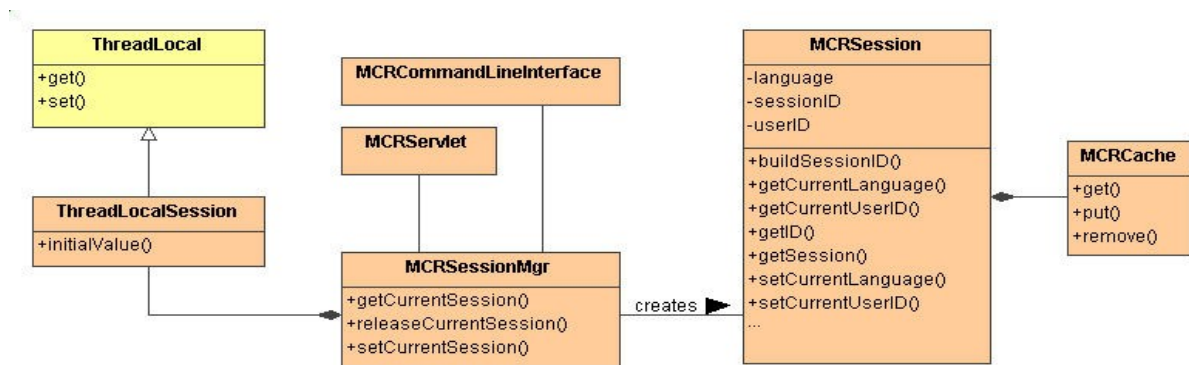 ThreadLocal
+get()
+set()
ThreadLocalSession
+initialValue()
MCRCommandLineInterface
MCRServlet
MCRSessionMgr
+getCurrentSession()
+releaseCurrentSession()
+setCurrentSession()
creates
MCRSession
-language
-sessionID
-userID
+buildSessionID()
+getCurrentLanguage()
+getCurrentUserID()
+getID()
+getSession()
+setCurrentLanguage()
+setCurrentUserID()
...
MCRCache
+get()
+put()
+remove()